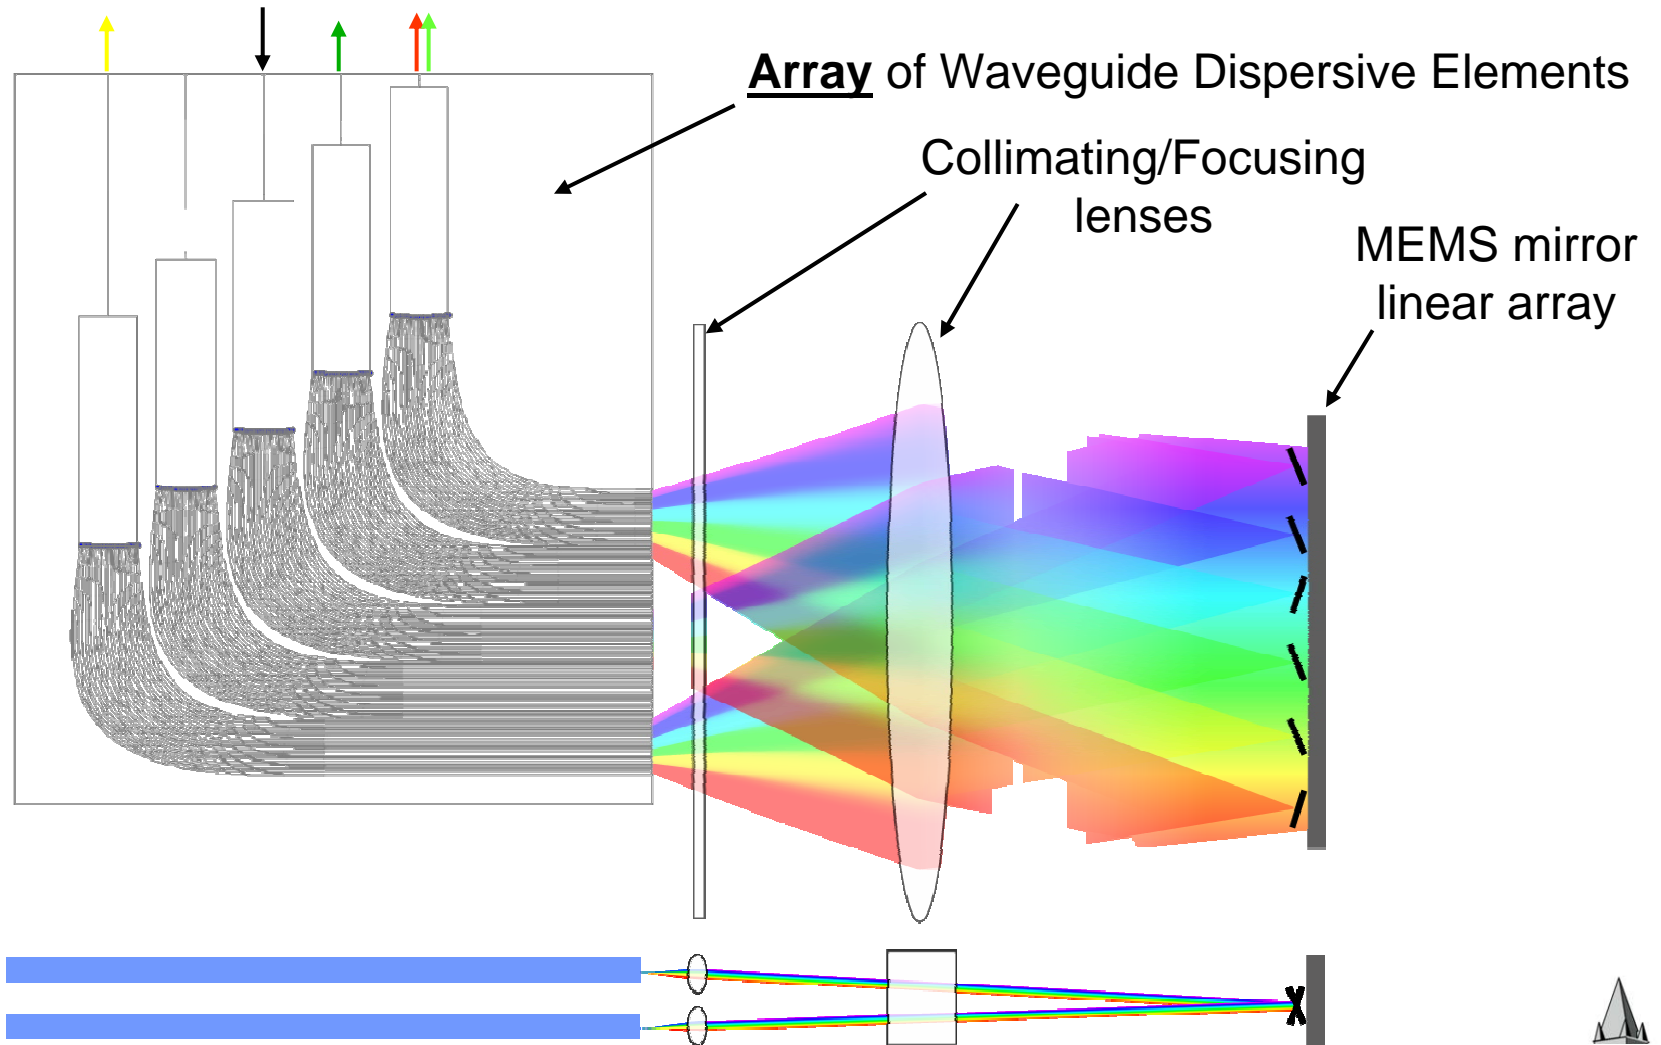 Array of Waveguide Dispersive Elements
Collimating/Focusing
lenses
MEMS mirror
linear array